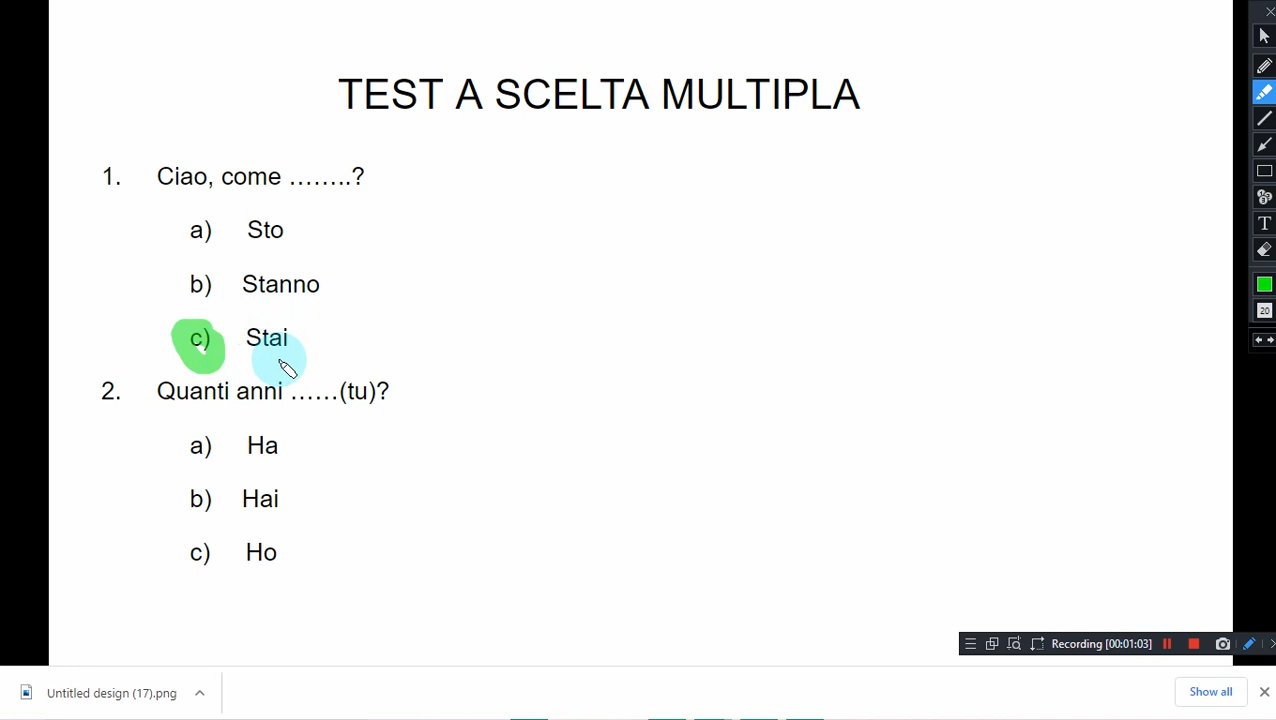 TEST A SCELTA MULTIPLA
1. Ciao, come ……..?
a) Sto
b) Stanno
c) Stai
2. Quanti anni ……(tu)?
a) Ha
b) Hai
c) Ho
T
20
Recording [00:01:03]
Untitled design (17).png
Show all